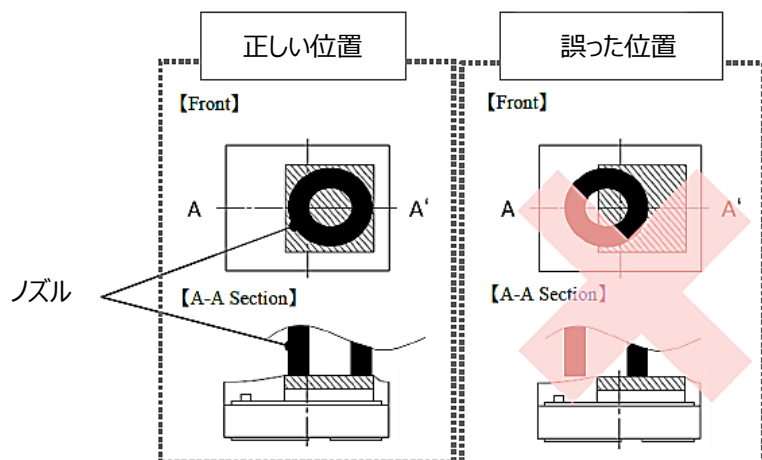 正しい位置
誤った位置
【Front】
【Front】
A
A'
A
A'
ノズル
【A-A Section】
【A-A Section】